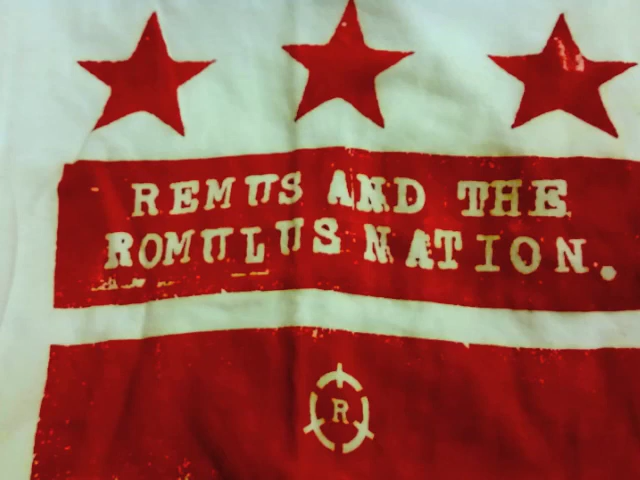 REMUS AND THE
ROMULUS NATION.
R